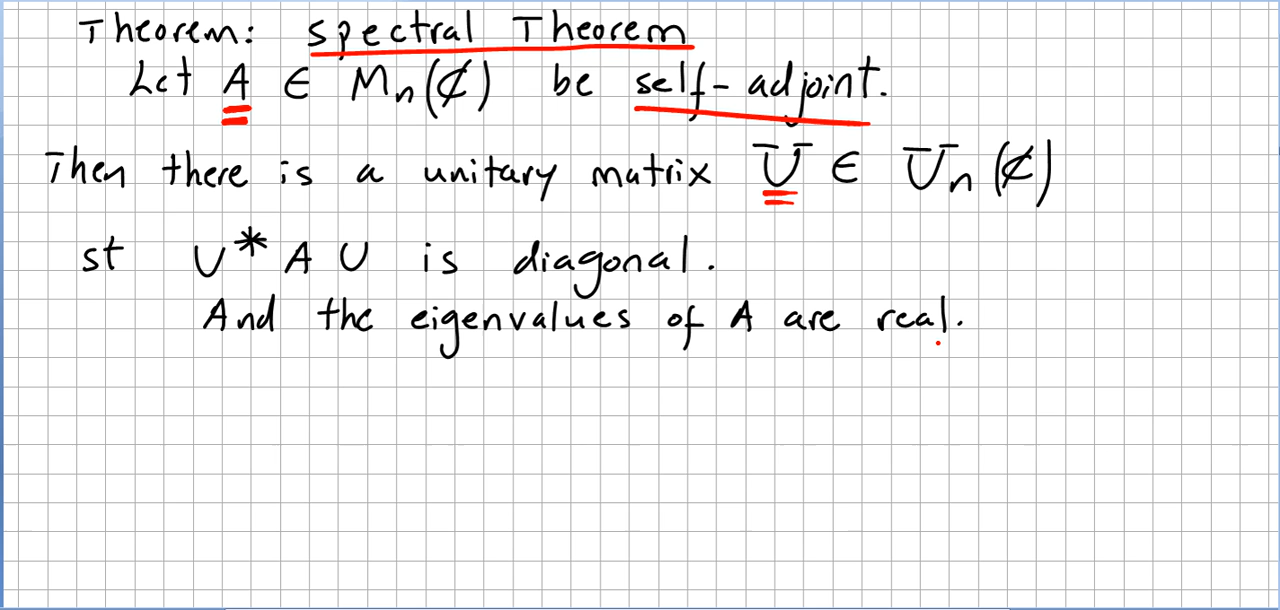 Theorem: Spectral Theorem
Let A ∈ Mn(ℂ) be self-adjoint.
Then there is a unitary matrix U ∈ Un(ℂ)
st U*AU is diagonal.
And the eigenvalues of A are real.